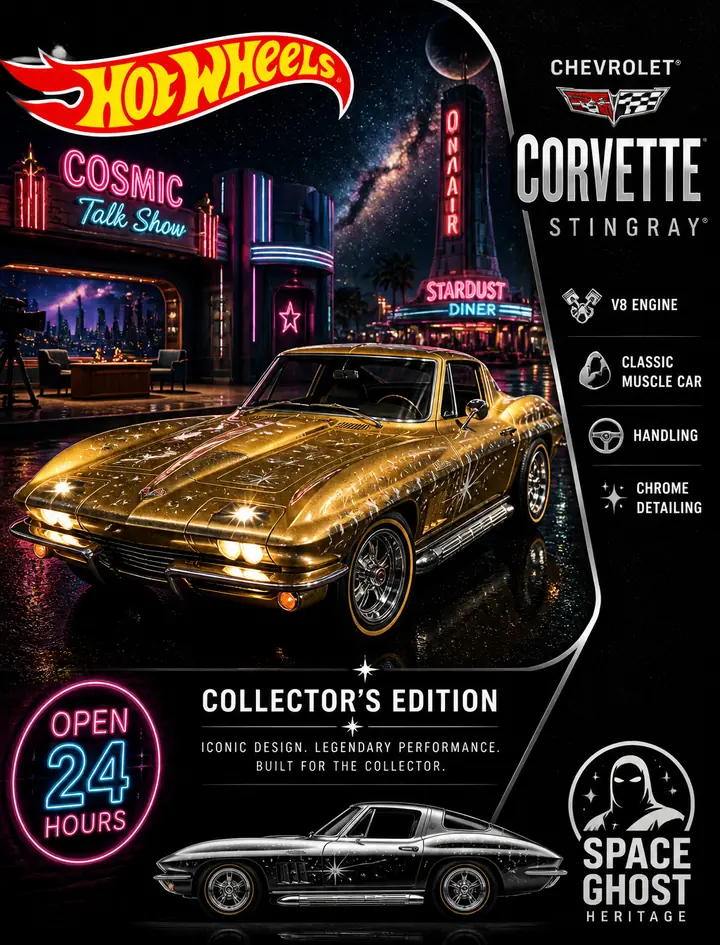 HOT WHEELS®
COSMIC
Talk Show
ON AIR
STARDUST
DINER
CHEVROLET®
CORVETTE®
STINGRAY®
V8 ENGINE
CLASSIC
MUSCLE CAR
HANDLING
CHROME
DETAILING
COLLECTOR'S EDITION
ICONIC DESIGN. LEGENDARY PERFORMANCE.
BUILT FOR THE COLLECTOR.
OPEN
24
HOURS
SPACE
GHOST
HERITAGE